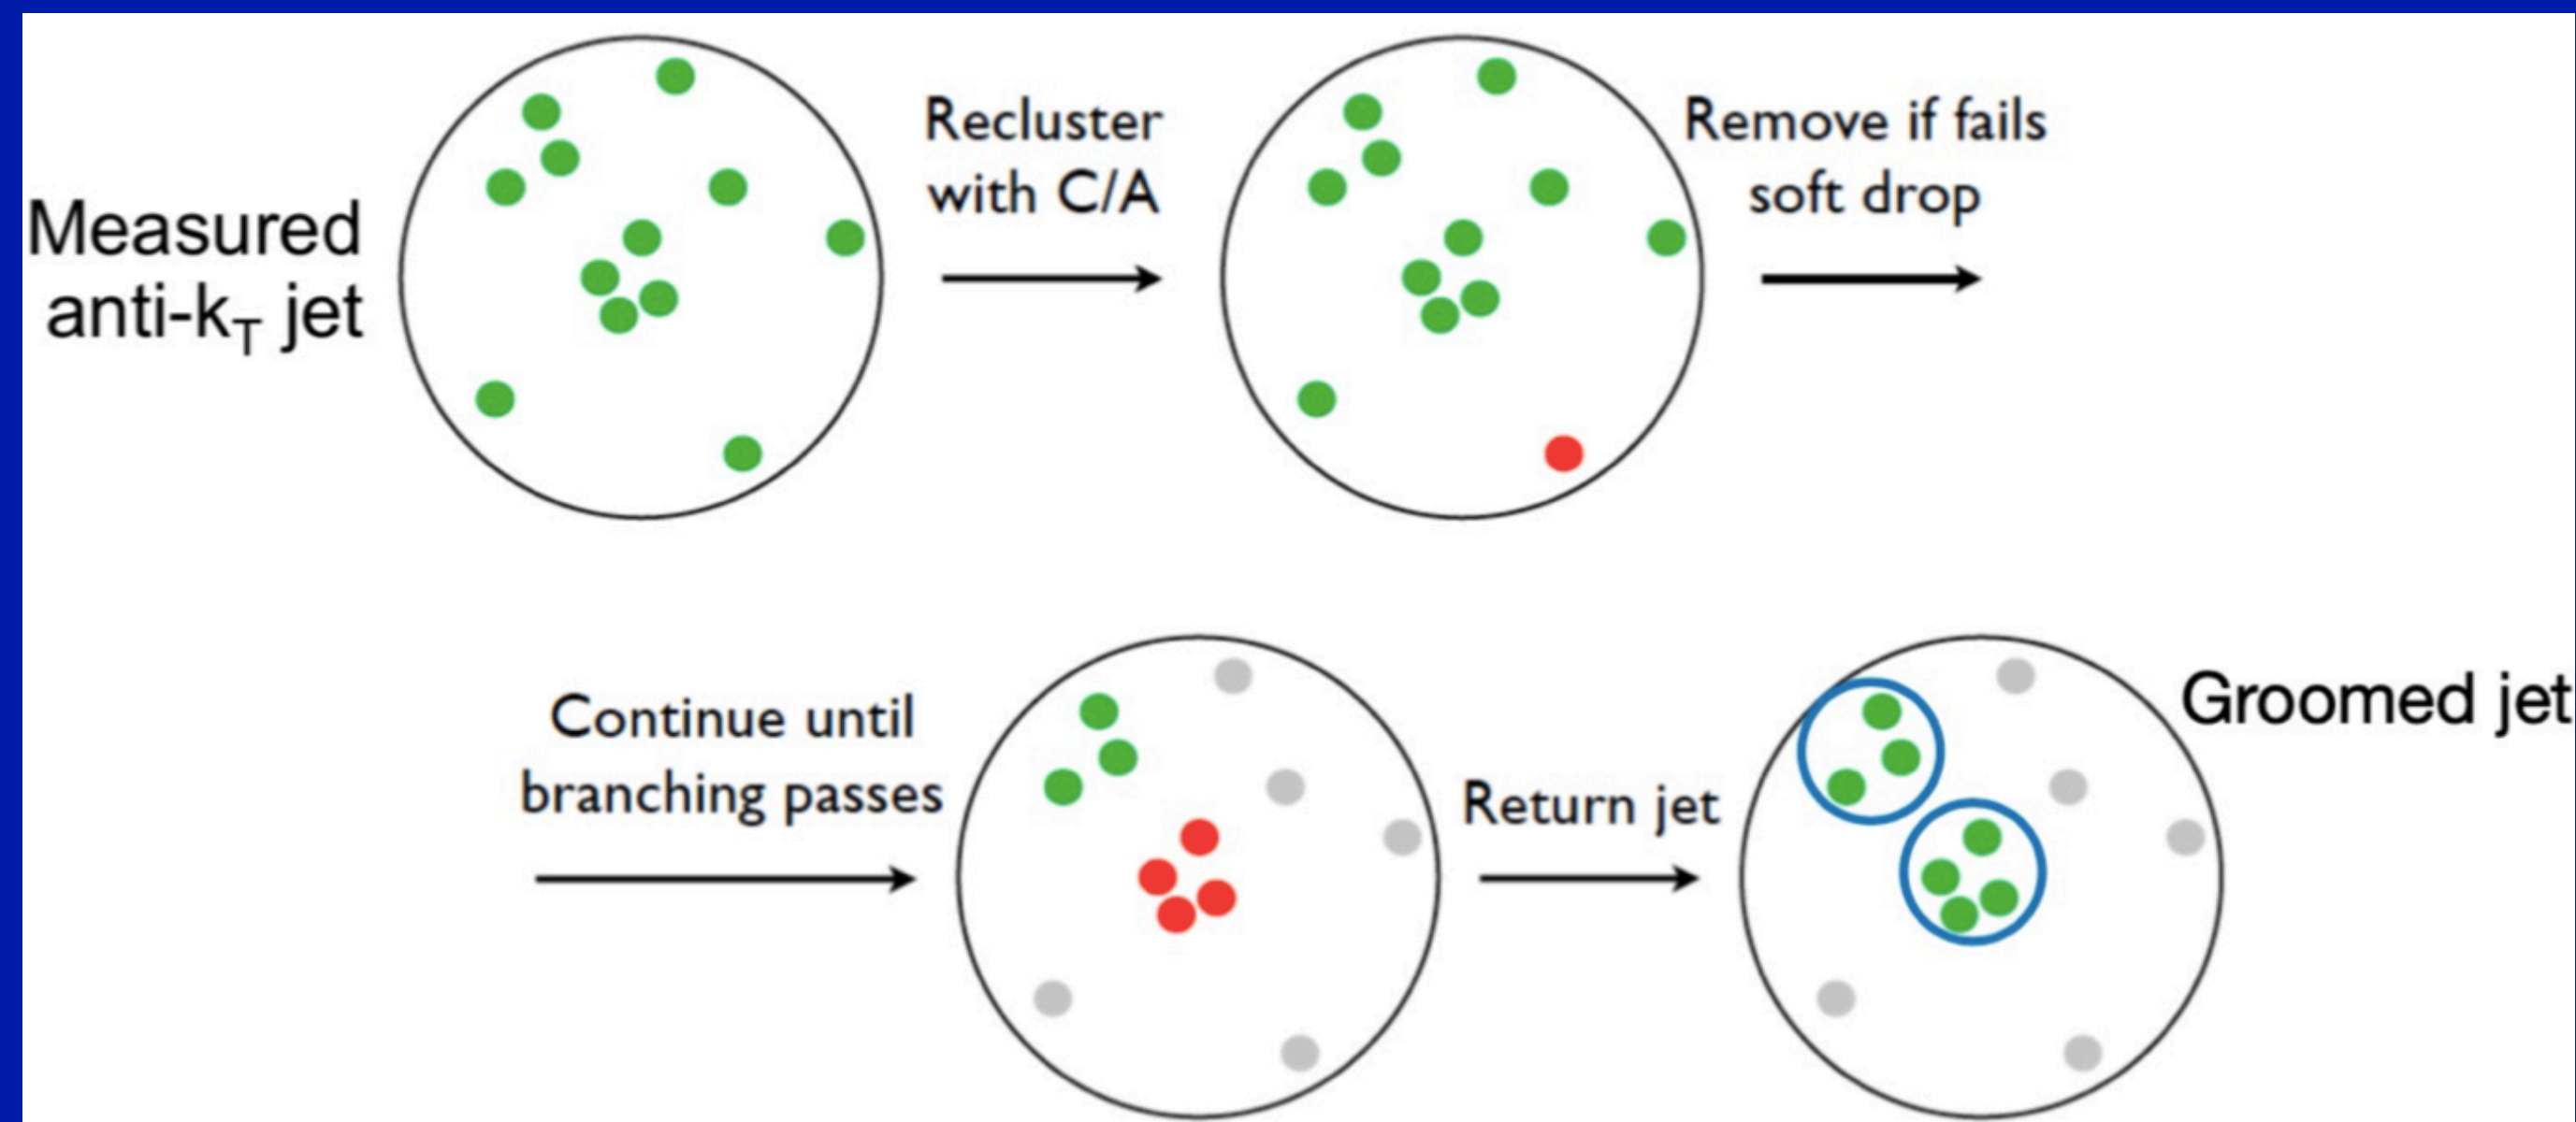 Measured
anti-k_T jet
Recluster
with C/A
Remove if fails
soft drop
Continue until
branching passes
Return jet
Groomed jet